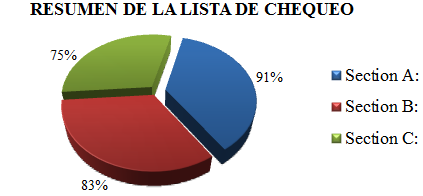 RESUMEN DE LA LISTA DE CHEQUEO
75%
91%
83%
Section A:
Section B:
Section C: